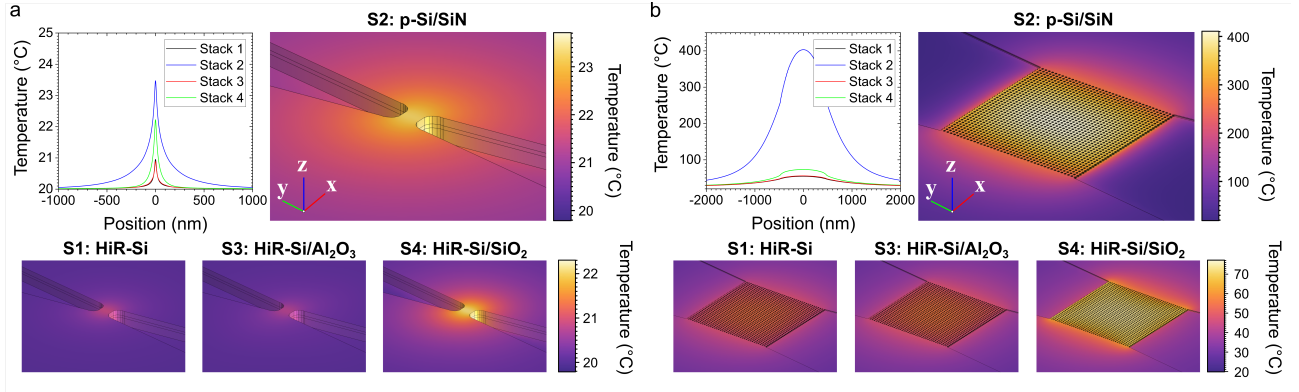 a
S2: p-Si/SiN
Temperature (°C)
25
24
23
22
21
20
-1000
-500
0
500
1000
Position (nm)
Stack 1
Stack 2
Stack 3
Stack 4
z
y
x
23
22
21
20
Temperature (°C)
S1: HiR-Si
S3: HiR-Si/Al₂O₃
S4: HiR-Si/SiO₂
22
21
20
Temperature (°C)
b
S2: p-Si/SiN
Temperature (°C)
400
300
200
100
-2000
-1000
0
1000
2000
Position (nm)
Stack 1
Stack 2
Stack 3
Stack 4
z
y
x
400
300
200
100
Temperature (°C)
S1: HiR-Si
S3: HiR-Si/Al₂O₃
S4: HiR-Si/SiO₂
70
60
50
40
30
20
Temperature (°C)